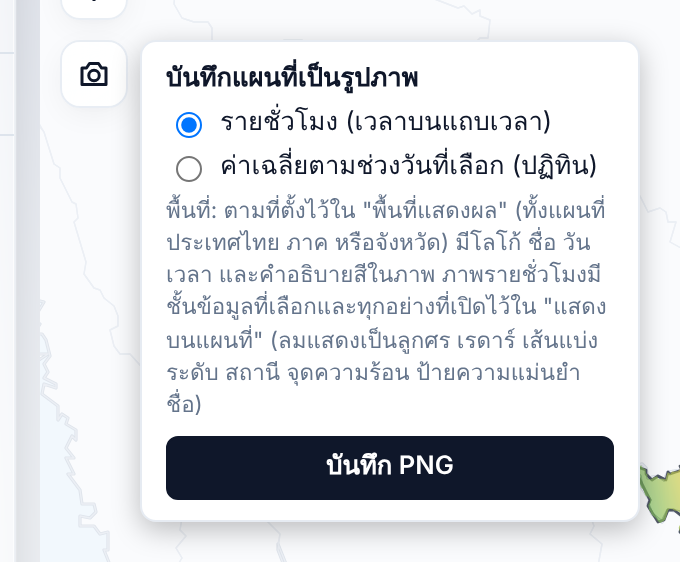 บันทึกแผนที่เป็นรูปภาพ
รายชั่วโมง (เวลาบนแถบเวลา)
ค่าเฉลี่ยตามช่วงวันที่เลือก (ปฏิทิน)
พื้นที่: ตามที่ตั้งไว้ใน "พื้นที่แสดงผล" (ทั้งแผนที่
ประเทศไทย ภาค หรือจังหวัด) มีโลโก้ ชื่อ วัน
เวลา และคำอธิบายสีในภาพ ภาพรายชั่วโมงมี
ชั้นข้อมูลที่เลือกและทุกอย่างที่เปิดไว้ใน "แสดง
บนแผนที่" (ลมแสดงเป็นลูกศร เรดาร์ เส้นแบ่ง
ระดับ สถานี จุดความร้อน ป้ายความแม่นยำ
ชื่อ)
บันทึก PNG